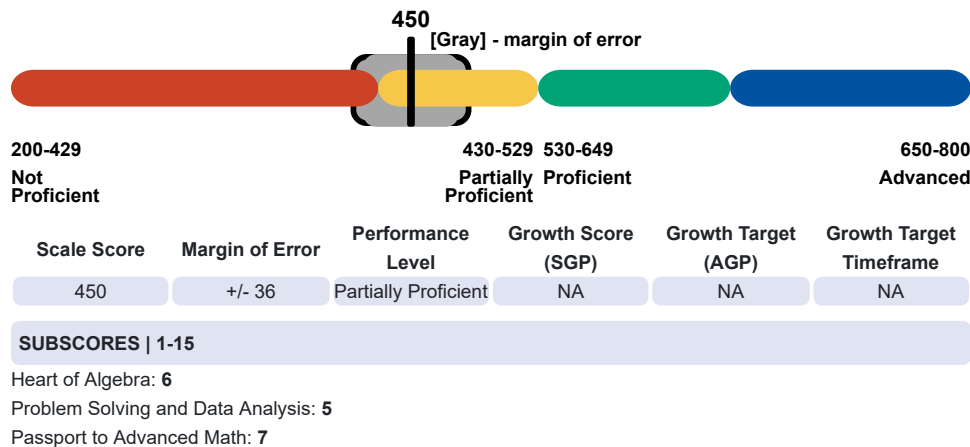 450
[Gray] - margin of error
200-429
Not
Proficient
430-529
Partially
Proficient
530-649
Proficient
650-800
Advanced
Scale Score
Margin of Error
Performance
Level
Growth Score
(SGP)
Growth Target
(AGP)
Growth Target
Timeframe
450
+/- 36
Partially Proficient
NA
NA
NA
SUBSCORES | 1-15
Heart of Algebra: 6
Problem Solving and Data Analysis: 5
Passport to Advanced Math: 7